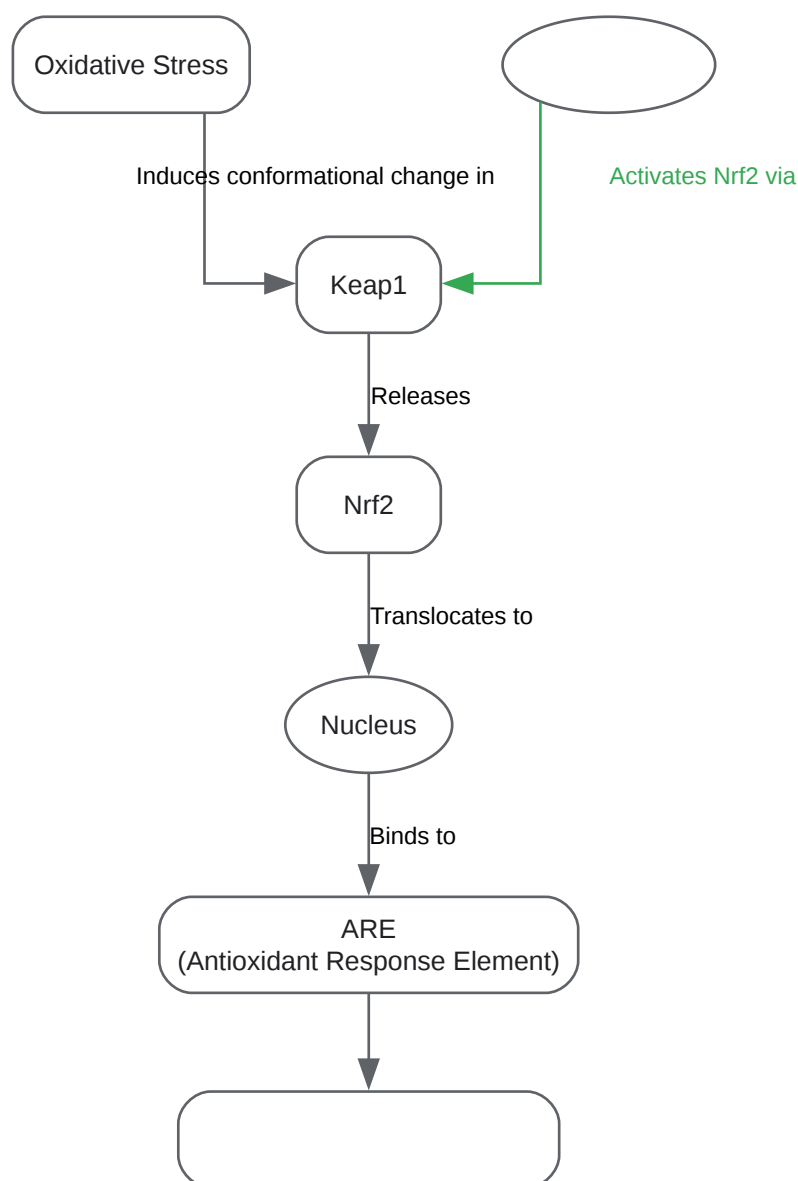 Oxidative Stress
Induces conformational change in
Activates Nrf2 via
Keap1
Releases
Nrf2
Translocates to
Nucleus
Binds to
ARE
(Antioxidant Response Element)